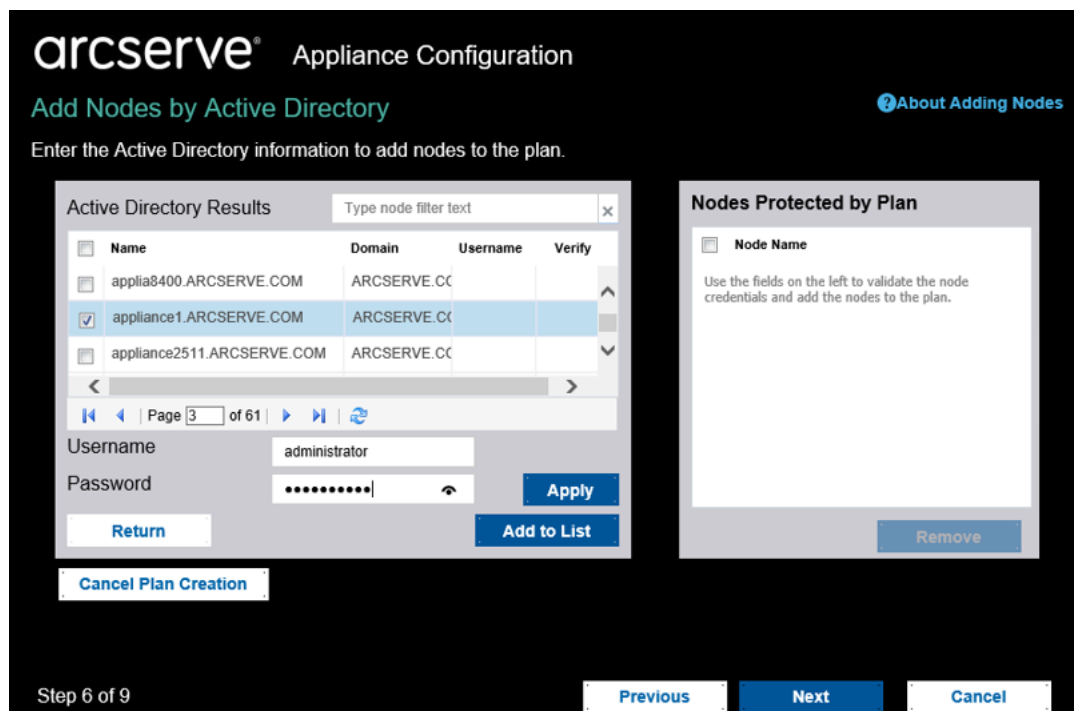 arcserve® Appliance Configuration
Add Nodes by Active Directory
?About Adding Nodes
Enter the Active Directory information to add nodes to the plan.
Active Directory Results
Type node filter text
Name Domain Username Verify
applia8400.ARCSERVE.COM ARCSERVE.CO
appliance1.ARCSERVE.COM ARCSERVE.CO
appliance2511.ARCSERVE.COM ARCSERVE.CO
Page 3 of 61
Username administrator
Password ••••••••••
Apply
Return
Add to List
Nodes Protected by Plan
Node Name
Use the fields on the left to validate the node
credentials and add the nodes to the plan.
Remove
Cancel Plan Creation
Step 6 of 9
Previous
Next
Cancel